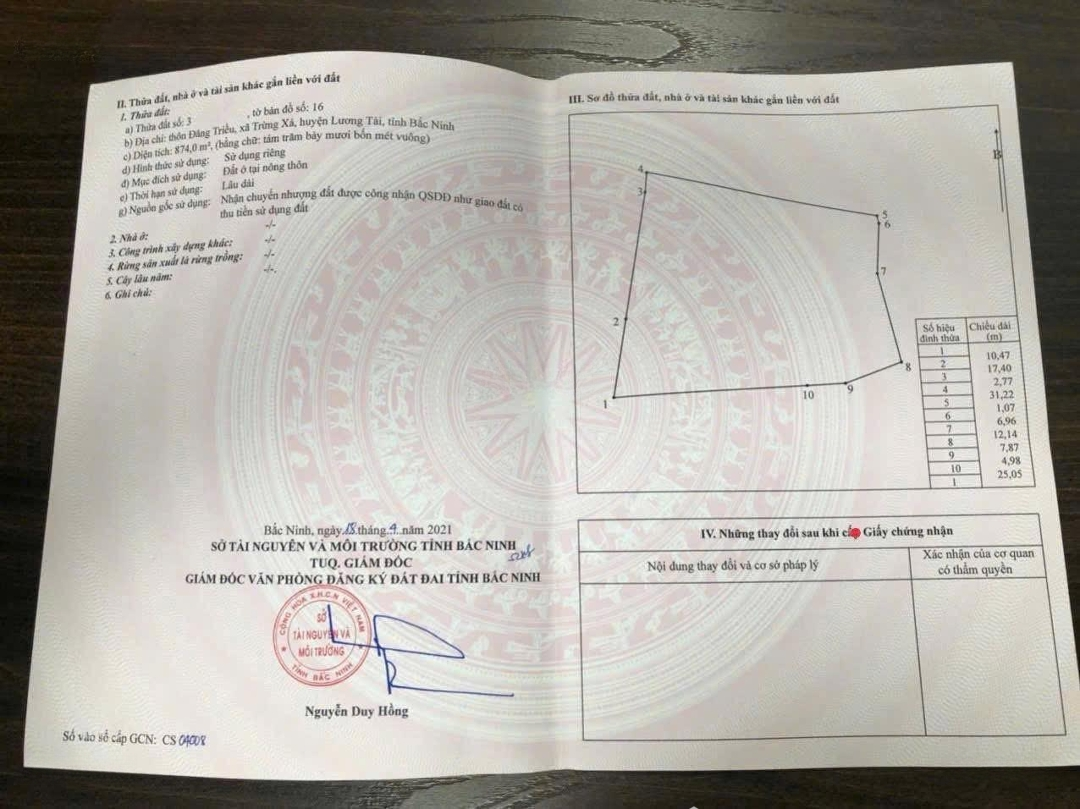 II. Thửa đất, nhà ở và tài sản khác gắn liền với đất
1. Thửa đất:
a) Thửa đất số: 3 , tờ bản đồ số: 16
b) Địa chỉ: thôn Đăng Triều, xã Trừng Xá, huyện Lương Tài, tỉnh Bắc Ninh
c) Diện tích: 874,0 m², (bằng chữ: tám trăm bảy mươi bốn mét vuông)
d) Hình thức sử dụng: Sử dụng riêng
đ) Mục đích sử dụng: Đất ở tại nông thôn
e) Thời hạn sử dụng: Lâu dài
g) Nguồn gốc sử dụng: Nhận chuyển nhượng đất được công nhận QSDĐ như giao đất có
thu tiền sử dụng đất
2. Nhà ở: -/-
3. Công trình xây dựng khác: -/-
4. Rừng sản xuất là rừng trồng: -/-
5. Cây lâu năm: -/-.
6. Ghi chú:
Bắc Ninh, ngày 15 tháng 4 năm 2021
SỞ TÀI NGUYÊN VÀ MÔI TRƯỜNG TỈNH BẮC NINH
TUQ. GIÁM ĐỐC
GIÁM ĐỐC VĂN PHÒNG ĐĂNG KÝ ĐẤT ĐAI TỈNH BẮC NINH
CỘNG HÒA X.H.C.N VIỆT NAM
SỞ
TÀI NGUYÊN VÀ
MÔI TRƯỜNG
TỈNH BẮC NINH
Nguyễn Duy Hồng
Số vào sổ cấp GCN: CS 04008
III. Sơ đồ thửa đất, nhà ở và tài sản khác gắn liền với đất
B
4
3
5
6
7
2
8
9
10
1
Số hiệu đỉnh thửa Chiều dài (m)
1
10,47
2
17,40
3
2,77
4
31,22
5
1,07
6
6,96
7
12,14
8
7,87
9
4,98
10
25,05
1
IV. Những thay đổi sau khi cấp Giấy chứng nhận
Nội dung thay đổi và cơ sở pháp lý
Xác nhận của cơ quan
có thẩm quyền